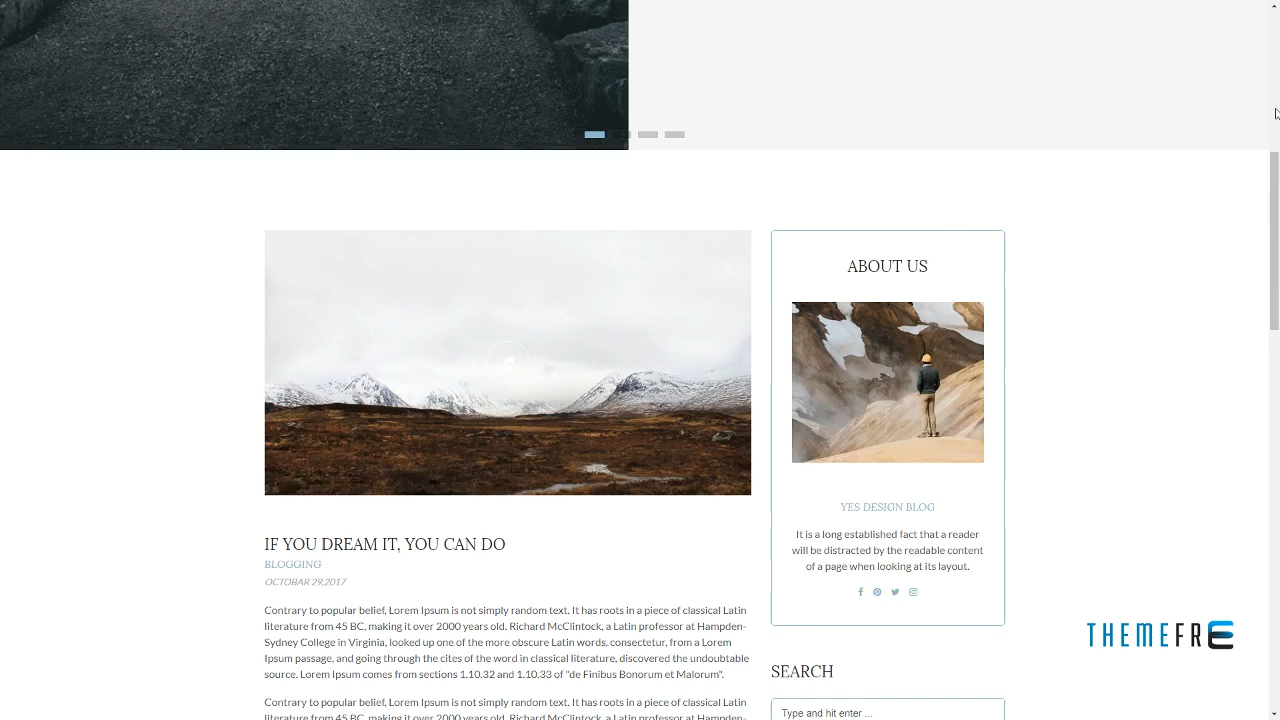 IF YOU DREAM IT, YOU CAN DO
BLOGGING
OCTOBAR 29,2017
Contrary to popular belief, Lorem Ipsum is not simply random text. It has roots in a piece of classical Latin
literature from 45 BC, making it over 2000 years old. Richard McClintock, a Latin professor at Hampden-
Sydney College in Virginia, looked up one of the more obscure Latin words, consectetur, from a Lorem
Ipsum passage, and going through the cites of the word in classical literature, discovered the undoubtable
source. Lorem Ipsum comes from sections 1.10.32 and 1.10.33 of "de Finibus Bonorum et Malorum".
Contrary to popular belief, Lorem Ipsum is not simply random text. It has roots in a piece of classical Latin
literature from 45 BC, making it over 2000 years old. Richard McClintock, a Latin professor at Hampden-
ABOUT US
YES DESIGN BLOG
It is a long established fact that a reader
will be distracted by the readable content
of a page when looking at its layout.
SEARCH
Type and hit enter ...
THEMEFRE